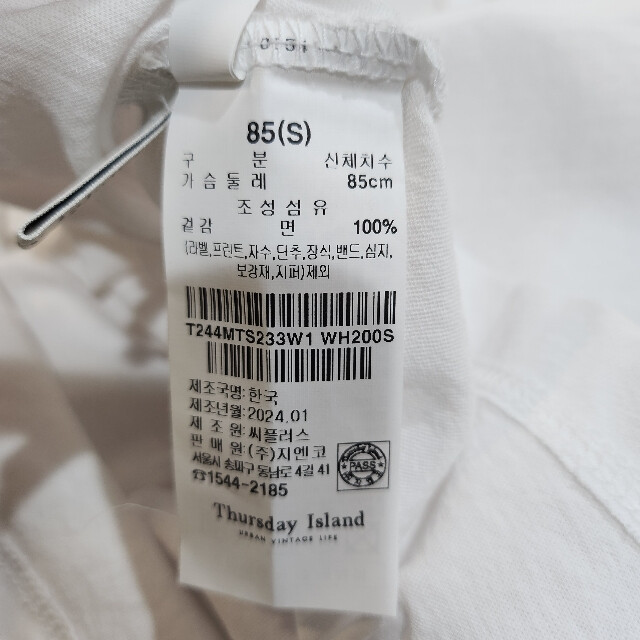 85(S)
구 분 신체치수
가슴둘레 85cm
조성섬유
겉감 면 100%
(라벨,프린트,자수,단추,장식,밴드,심지,
보강재,지퍼)제외
T244MTS233W1 WH200S
제조국명:한국
제조년월:2024.01
제 조 원:씨플러스
판 매 원(주)지엔코
서울시 송파구 동남로 4길 41
☎1544-2185
PASS
Thursday Island
URBAN VINTAGE LIFE